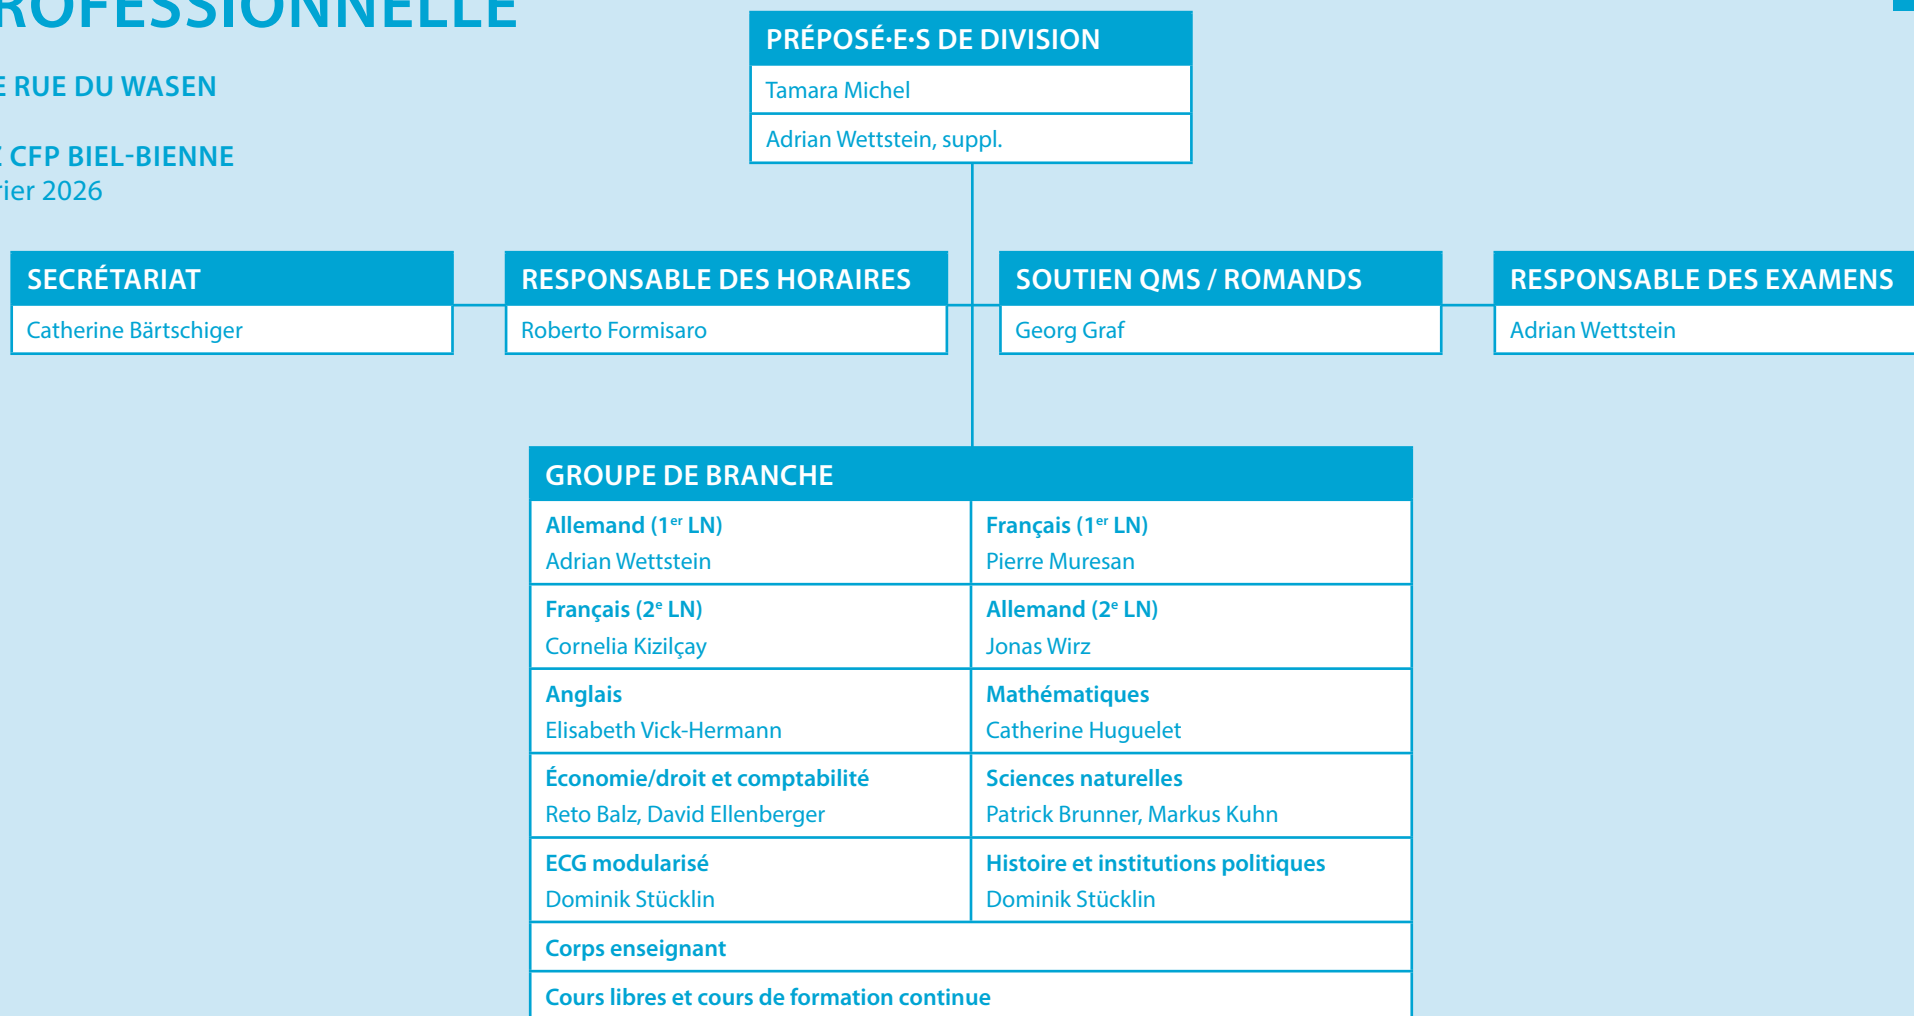 ROFESSIONNELLE
E RUE DU WASEN
CFP BIEL-BIENNE
rier 2026
PRÉPOSÉ·E·S DE DIVISION
Tamara Michel
Adrian Wettstein, suppl.
SECRÉTARIAT
Catherine Bärtschiger
RESPONSABLE DES HORAIRES
Roberto Formisaro
SOUTIEN QMS / ROMANDS
Georg Graf
RESPONSABLE DES EXAMENS
Adrian Wettstein
GROUPE DE BRANCHE
Allemand (1er LN)
Adrian Wettstein
Français (1er LN)
Pierre Muresan
Français (2e LN)
Cornelia Kizilçay
Allemand (2e LN)
Jonas Wirz
Anglais
Elisabeth Vick-Hermann
Mathématiques
Catherine Huguelet
Économie/droit et comptabilité
Reto Balz, David Ellenberger
Sciences naturelles
Patrick Brunner, Markus Kuhn
ECG modularisé
Dominik Stücklin
Histoire et institutions politiques
Dominik Stücklin
Corps enseignant
Cours libres et cours de formation continue